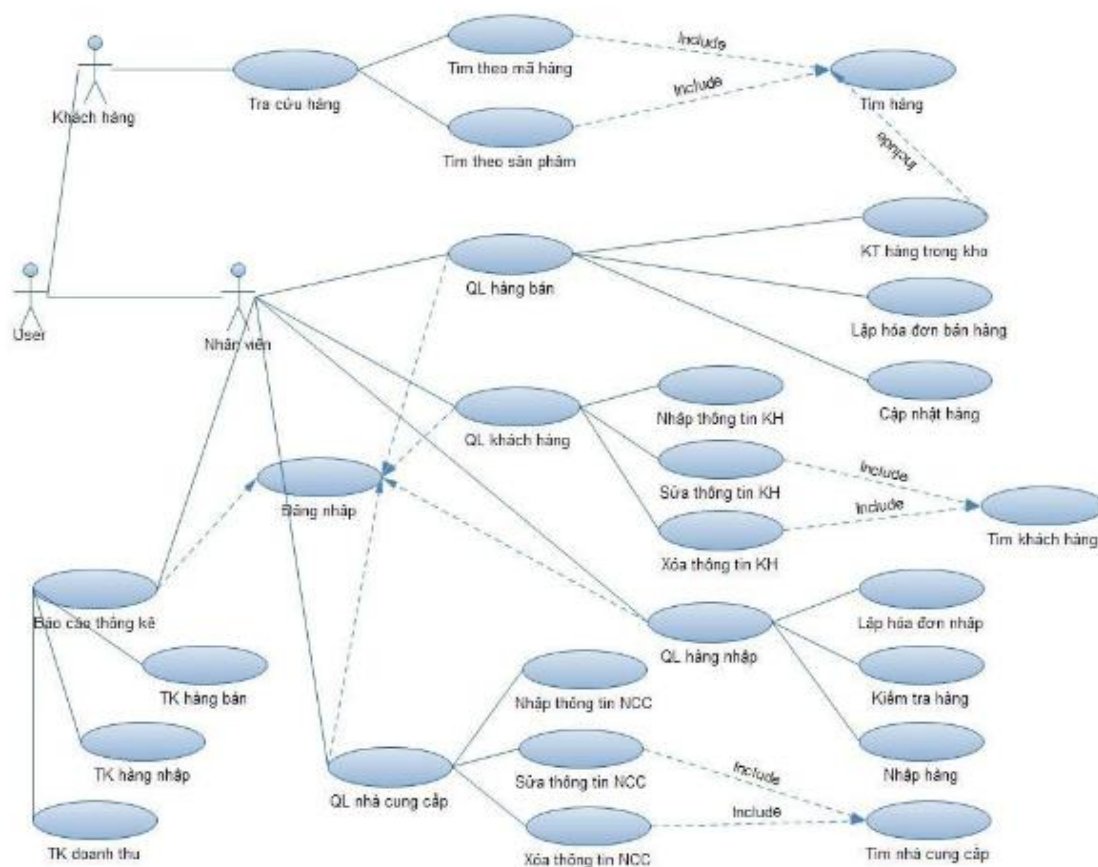 Include
Tìm theo mã hàng
Khách hàng
Tra cứu hàng
Tìm hàng
Include
Tìm theo sản phẩm
Include
KT hàng trong kho
QL hàng bán
User
Nhân viên
Lập hóa đơn bán hàng
Nhập thông tin KH
Cập nhật hàng
QL khách hàng
Include
Sửa thông tin KH
Include
Đăng nhập
Tìm khách hàng
Xóa thông tin KH
Báo cáo thống kê
Lập hóa đơn nhập
QL hàng nhập
TK hàng bán
Nhập thông tin NCC
Kiểm tra hàng
TK hàng nhập
Include
QL nhà cung cấp
Sửa thông tin NCC
Nhập hàng
Include
TK doanh thu
Xóa thông tin NCC
Tìm nhà cung cấp